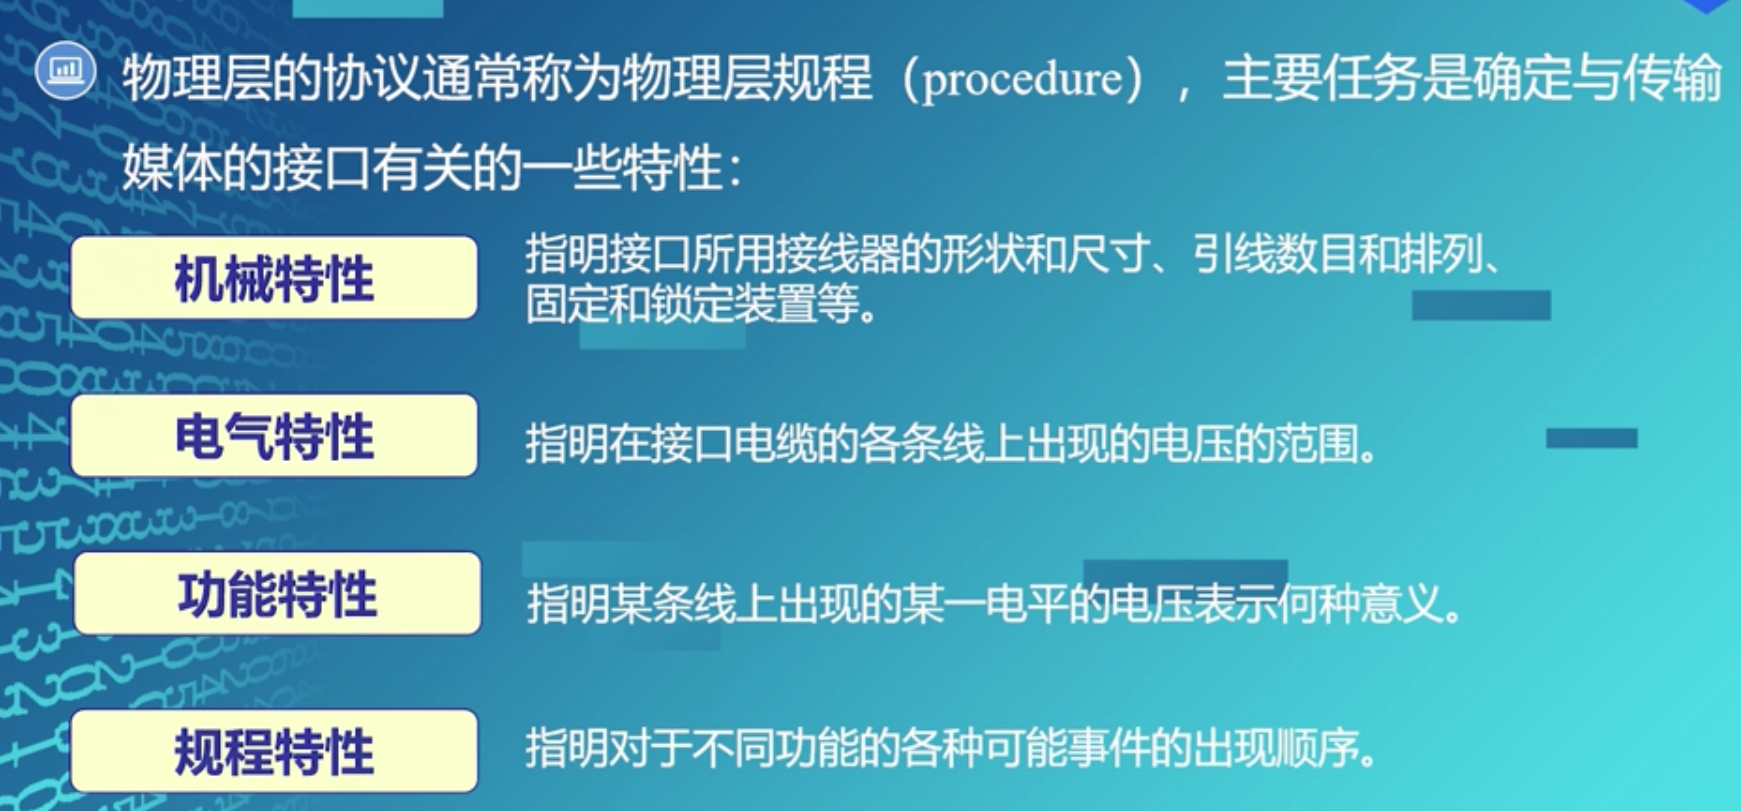 物理层的协议通常称为物理层规程（procedure），主要任务是确定与传输
媒体的接口有关的一些特性：
机械特性
指明接口所用接线器的形状和尺寸、引线数目和排列、
固定和锁定装置等。
电气特性
指明在接口电缆的各条线上出现的电压的范围。
功能特性
指明某条线上出现的某一电平的电压表示何种意义。
规程特性
指明对于不同功能的各种可能事件的出现顺序。